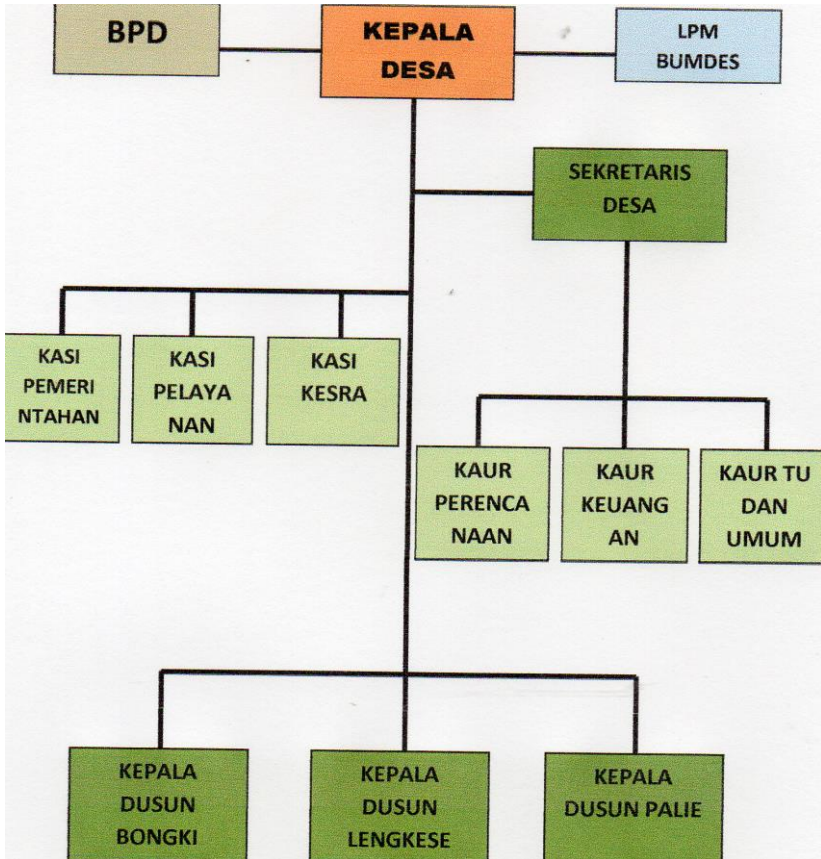 BPD
KEPALA
DESA
LPM
BUMDES
SEKRETARIS
DESA
KASI
PEMERI
NTAHAN
KASI
PELAYA
NAN
KASI
KESRA
KAUR
PERENCA
NAAN
KAUR
KEUANG
AN
KAUR TU
DAN
UMUM
KEPALA
DUSUN
BONGKI
KEPALA
DUSUN
LENGKESE
KEPALA
DUSUN PALIE